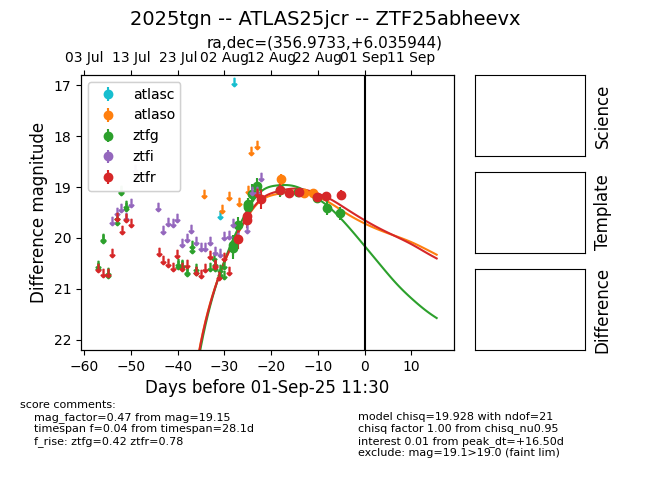 2025tgn -- ATLAS25jcr -- ZTF25abheevx
ra,dec=(356.9733,+6.035944)
03 Jul 13 Jul 23 Jul 02 Aug 12 Aug 22 Aug 01 Sep 11 Sep
17
18
19
20
21
22
Difference magnitude
atlasc
atlaso
ztfg
ztfi
ztfr
−60 −50 −40 −30 −20 −10 0 10
Days before 01-Sep-25 11:30
Science
Template
Difference
score comments:
mag_factor=0.47 from mag=19.15
timespan f=0.04 from timespan=28.1d
f_rise: ztfg=0.42 ztfr=0.78
model chisq=19.928 with ndof=21
chisq factor 1.00 from chisq_nu0.95
interest 0.01 from peak_dt=+16.50d
exclude: mag=19.1>19.0 (faint lim)